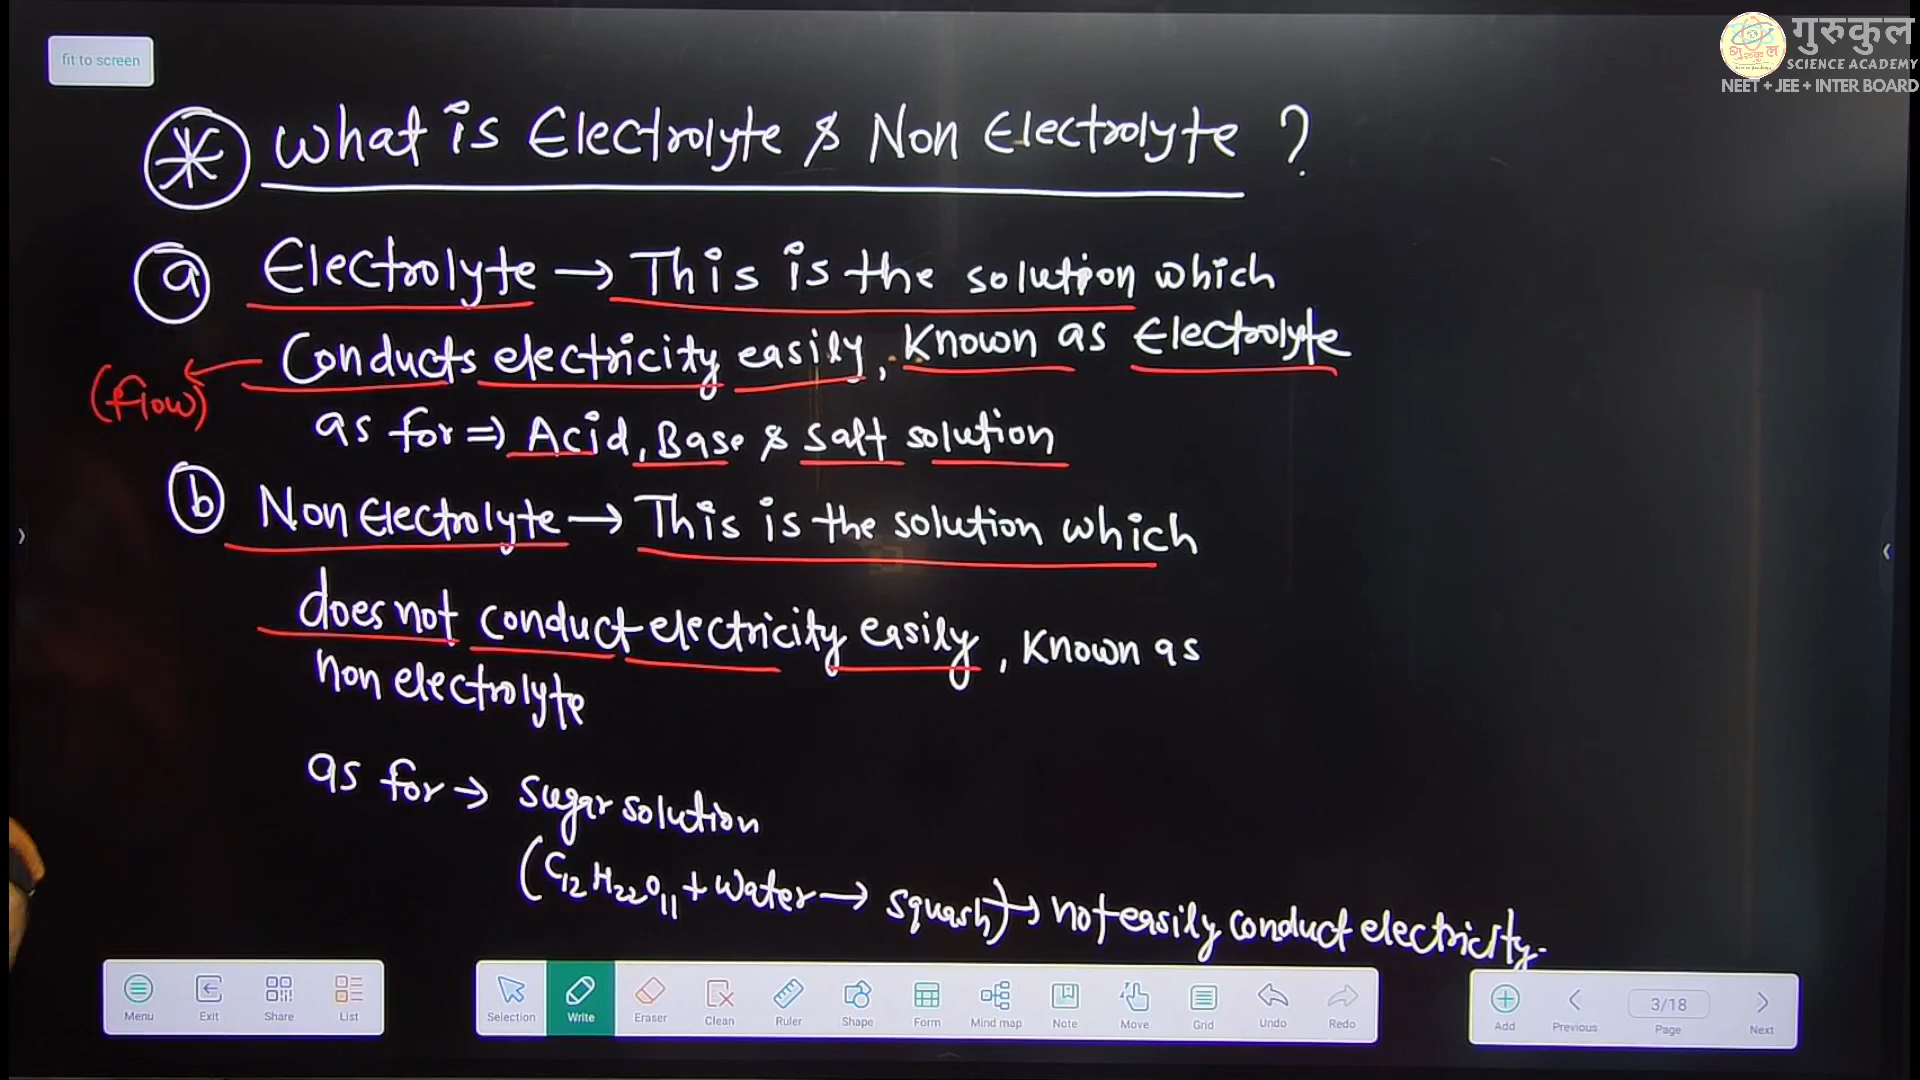 fit to screen
गुरुकुल
SCIENCE ACADEMY
NEET + JEE + INTER BOARD
What is Electrolyte & Non Electrolyte ?
(a) Electrolyte → This is the solution which
Conducts electricity easily, Known as Electrolyte
(flow)
as for ⇒ Acid, Base & Salt solution
(b) Non Electrolyte → This is the solution which
does not conduct electricity easily, Known as
non electrolyte
as for → Sugar solution
(C12H22O11 + Water → squash) → not easily conduct electricity.
Menu Exit Share List
Selection Write Eraser Clean Ruler Shape Form Mind map Note Move Grid Undo Redo
Add Previous 3/18 Page Next